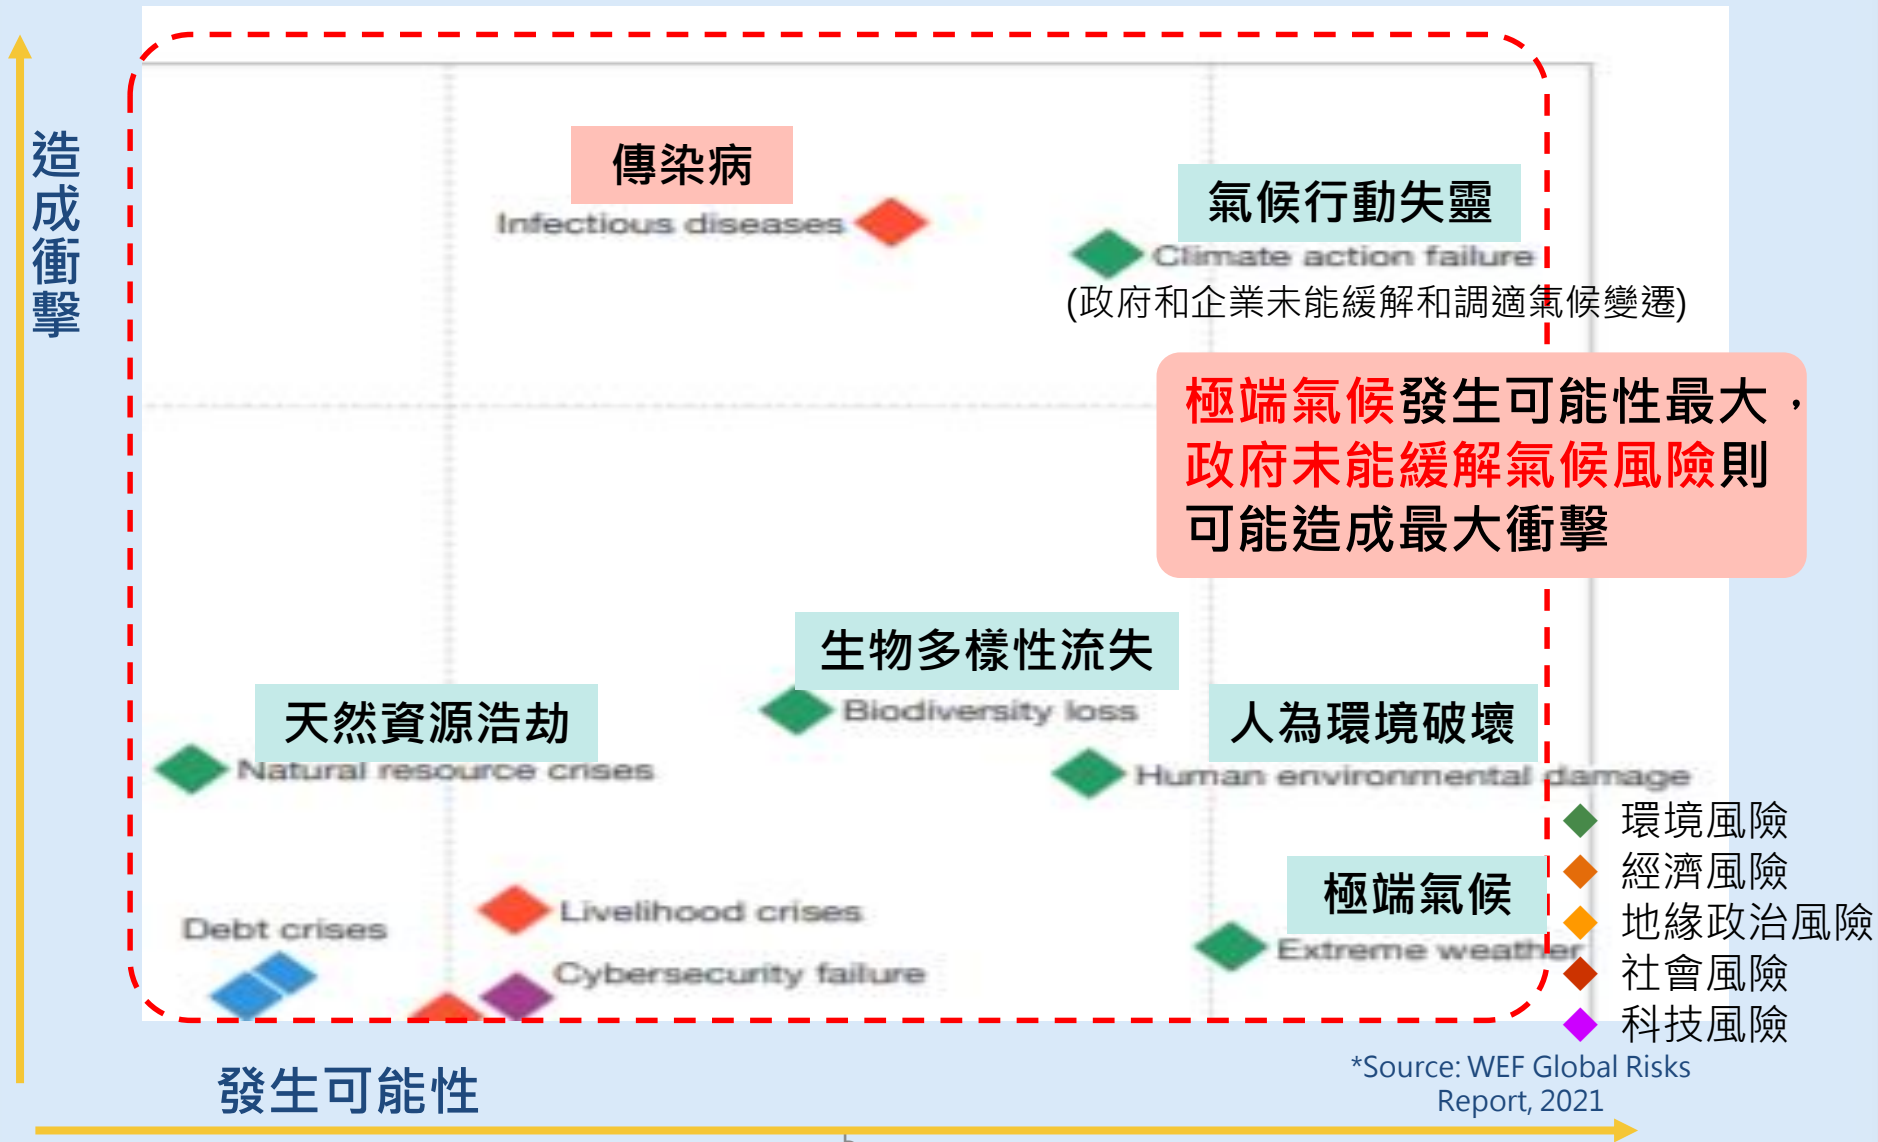 造成衝擊
傳染病
Infectious diseases
氣候行動失靈
Climate action failure
(政府和企業未能緩解和調適氣候變遷)
極端氣候發生可能性最大，
政府未能緩解氣候風險則
可能造成最大衝擊
生物多樣性流失
Biodiversity loss
天然資源浩劫
Natural resource crises
人為環境破壞
Human environmental damage
極端氣候
Extreme weather
Livelihood crises
Debt crises
Cybersecurity failure
環境風險
經濟風險
地緣政治風險
社會風險
科技風險
發生可能性
*Source: WEF Global Risks
Report, 2021